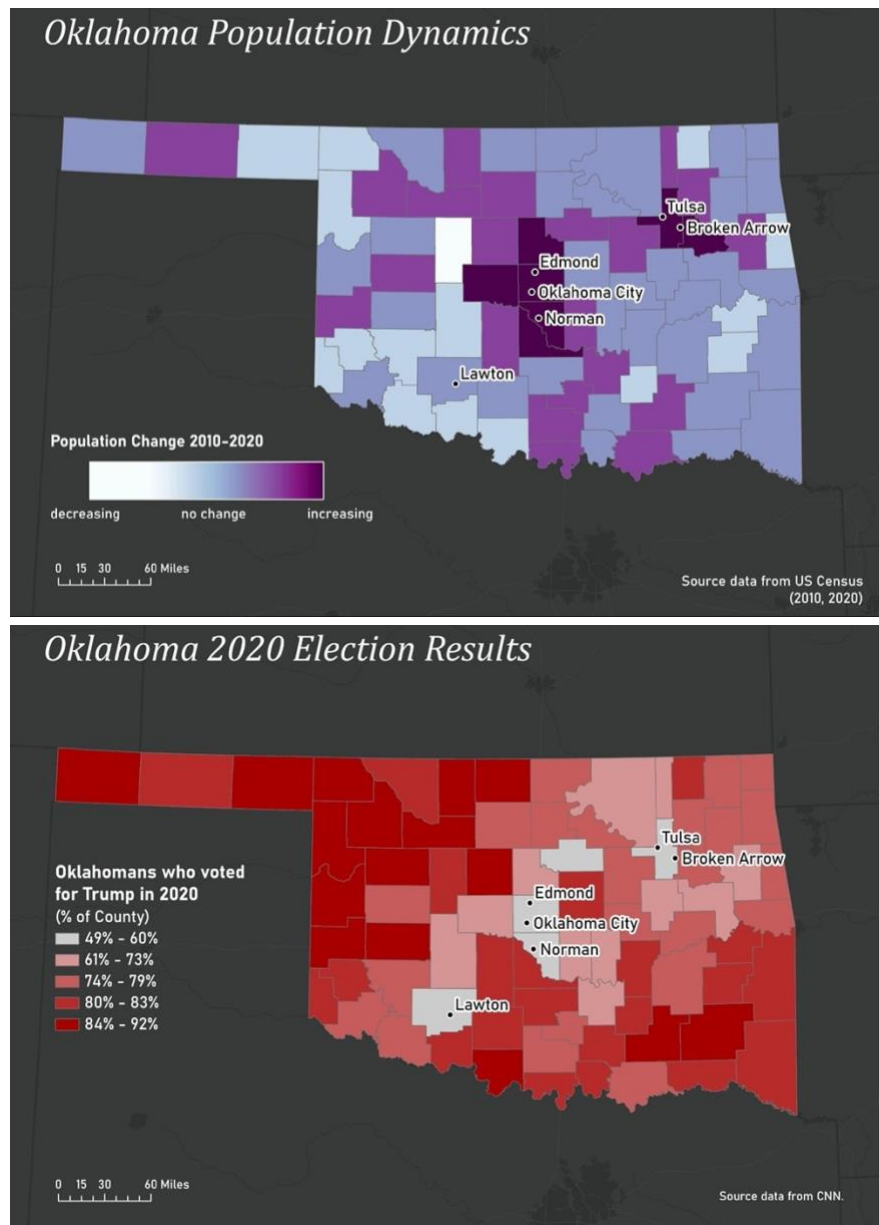 Oklahoma Population Dynamics
Tulsa
Broken Arrow
Edmond
Oklahoma City
Norman
Lawton
Population Change 2010-2020
decreasing no change increasing
0 15 30 60 Miles
Source data from US Census
(2010, 2020)
Oklahoma 2020 Election Results
Tulsa
Broken Arrow
Edmond
Oklahoma City
Norman
Lawton
Oklahomans who voted
for Trump in 2020
(% of County)
49% - 60%
61% - 73%
74% - 79%
80% - 83%
84% - 92%
0 15 30 60 Miles
Source data from CNN.